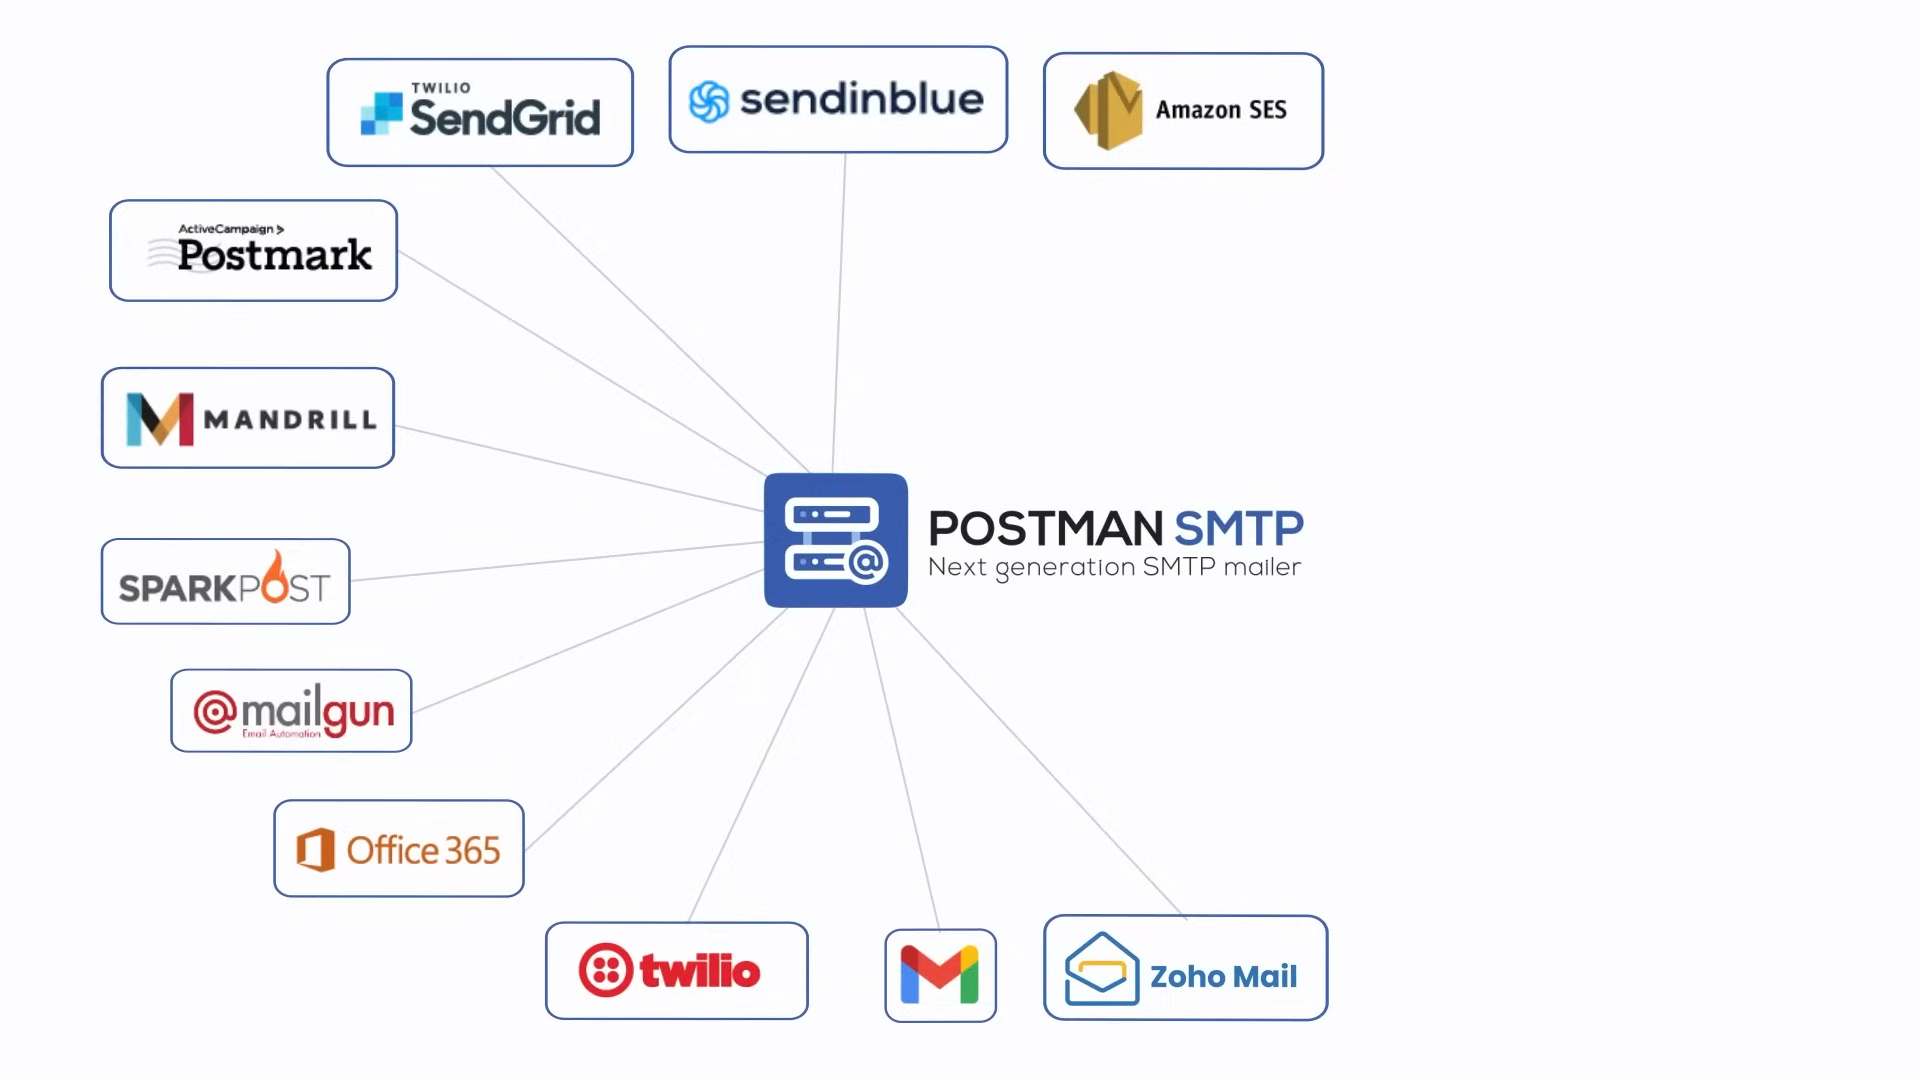 TWILIO
SendGrid
sendinblue
Amazon SES
ActiveCampaign >
Postmark
MANDRILL
POSTMAN SMTP
Next generation SMTP mailer
SPARKPOST
@mailgun
Email Automation
Office 365
twilio
Zoho Mail